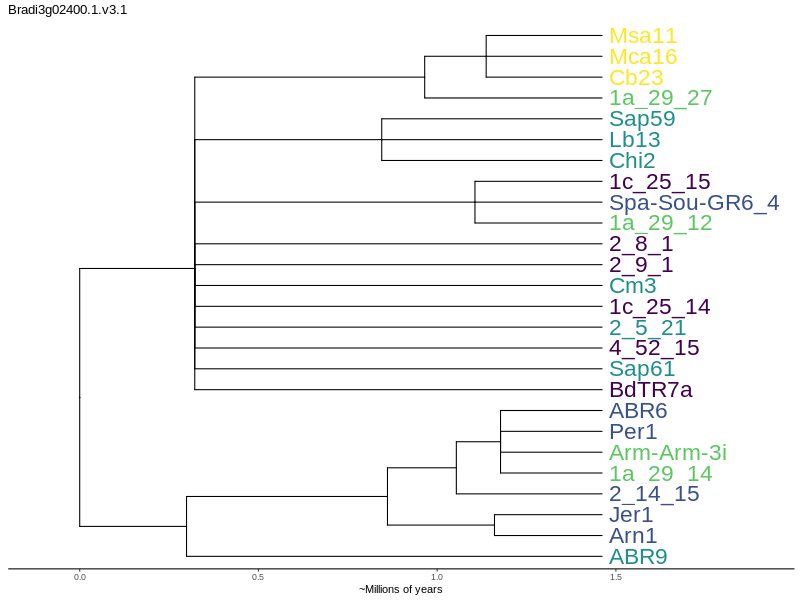 Bradi3g02400.1.v3.1
Msa11
Mca16
Cb23
1a_29_27
Sap59
Lb13
Chi2
1c_25_15
Spa-Sou-GR6_4
1a_29_12
2_8_1
2_9_1
Cm3
1c_25_14
2_5_21
4_52_15
Sap61
BdTR7a
ABR6
Per1
Arm-Arm-3i
1a_29_14
2_14_15
Jer1
Arn1
ABR9
0.0 0.5 1.0 1.5
~Millions of years